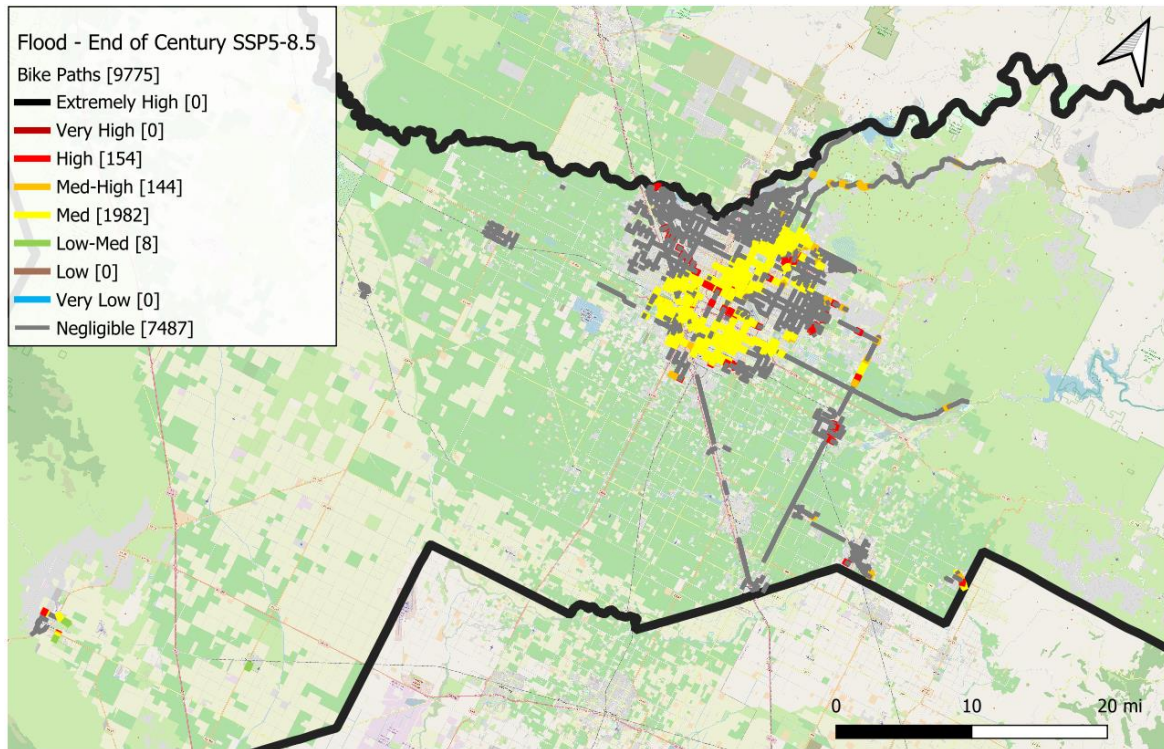 Flood - End of Century SSP5-8.5
Bike Paths [9775]
Extremely High [0]
Very High [0]
High [154]
Med-High [144]
Med [1982]
Low-Med [8]
Low [0]
Very Low [0]
Negligible [7487]
0 10 20 mi